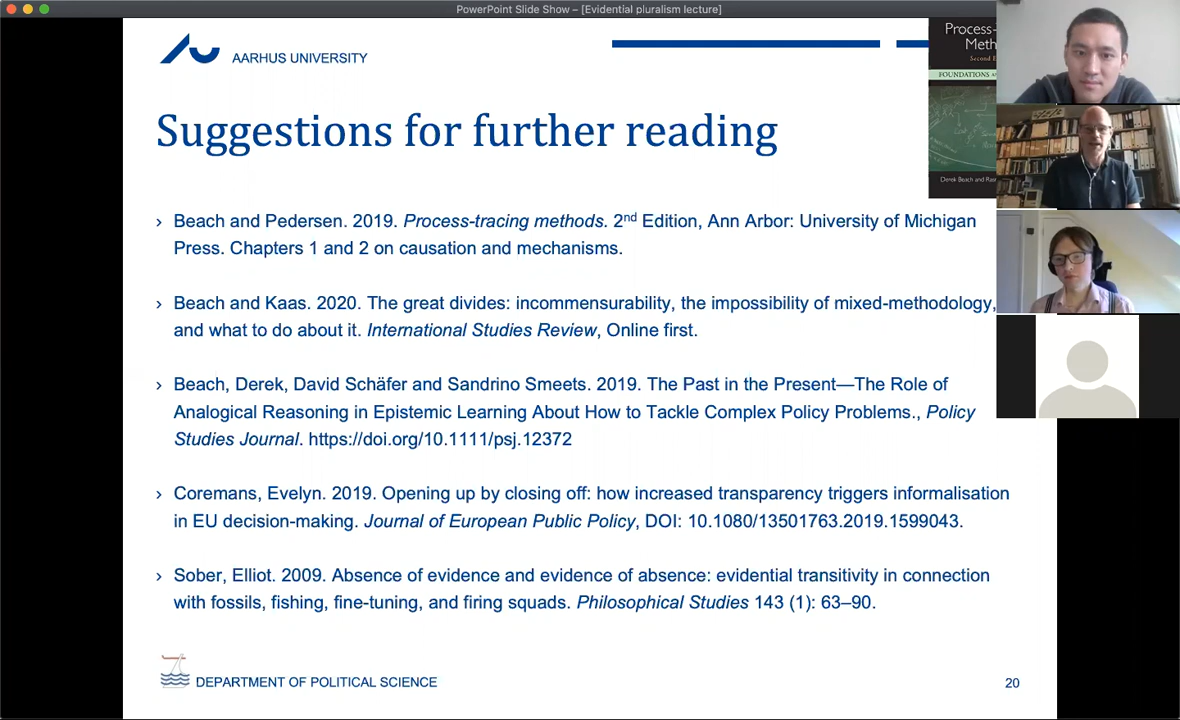 PowerPoint Slide Show – [Evidential pluralism lecture]
AARHUS UNIVERSITY
Process-
Meth
Second E
FOUNDATIONS
Derek Beach and Ras
Suggestions for further reading
› Beach and Pedersen. 2019. Process-tracing methods. 2nd Edition, Ann Arbor: University of Michigan
Press. Chapters 1 and 2 on causation and mechanisms.
› Beach and Kaas. 2020. The great divides: incommensurability, the impossibility of mixed-methodology,
and what to do about it. International Studies Review, Online first.
› Beach, Derek, David Schäfer and Sandrino Smeets. 2019. The Past in the Present—The Role of
Analogical Reasoning in Epistemic Learning About How to Tackle Complex Policy Problems., Policy
Studies Journal. https://doi.org/10.1111/psj.12372
› Coremans, Evelyn. 2019. Opening up by closing off: how increased transparency triggers informalisation
in EU decision-making. Journal of European Public Policy, DOI: 10.1080/13501763.2019.1599043.
› Sober, Elliot. 2009. Absence of evidence and evidence of absence: evidential transitivity in connection
with fossils, fishing, fine-tuning, and firing squads. Philosophical Studies 143 (1): 63–90.
DEPARTMENT OF POLITICAL SCIENCE
20